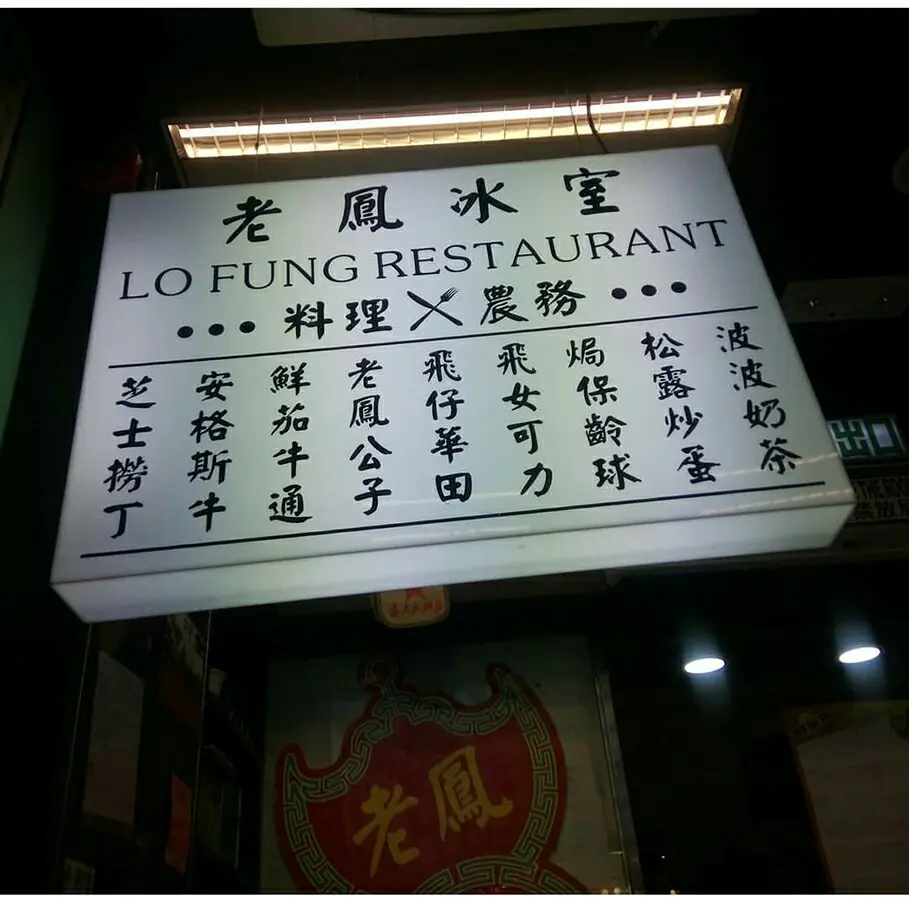 老鳳冰室
LO FUNG RESTAURANT
●●● 料理 農務 ●●●
波波奶茶
松露炒蛋
焗保齡球
飛女可力
飛仔華田
老鳳公子
鮮茄牛通
安格斯牛
芝士撈丁
出口
老鳳